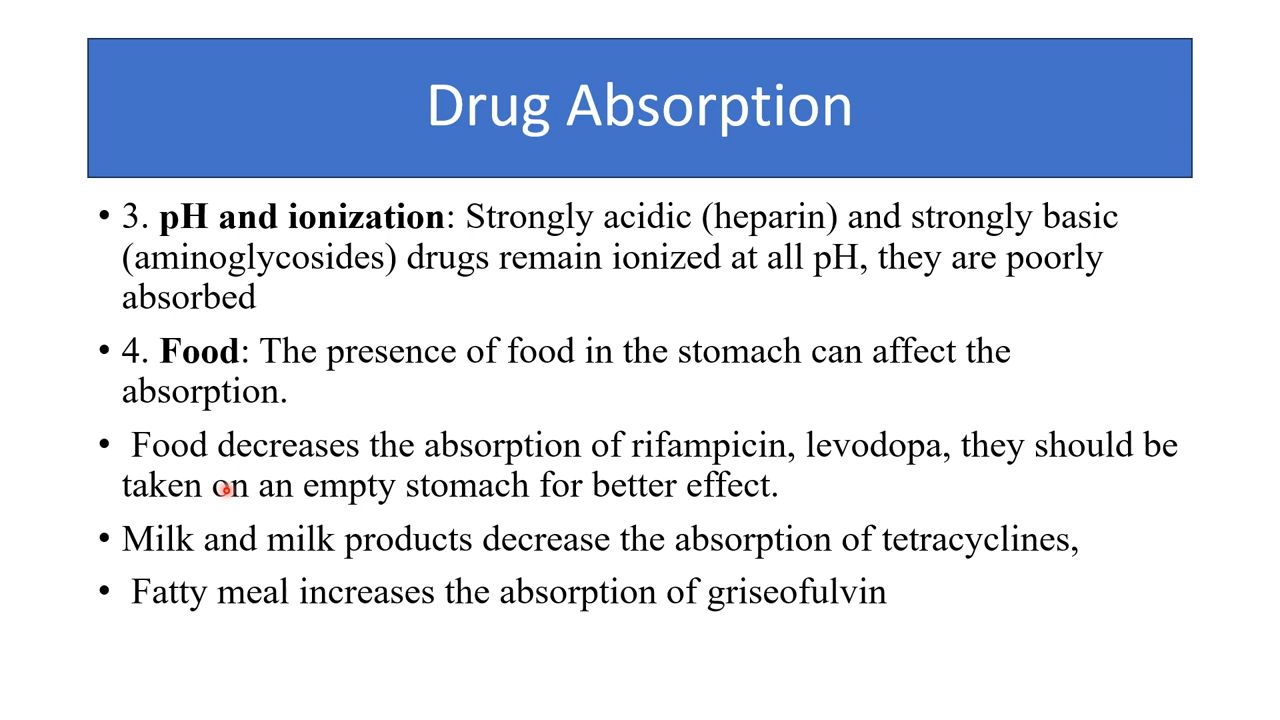 Drug Absorption
• 3. pH and ionization: Strongly acidic (heparin) and strongly basic
(aminoglycosides) drugs remain ionized at all pH, they are poorly
absorbed
• 4. Food: The presence of food in the stomach can affect the
absorption.
• Food decreases the absorption of rifampicin, levodopa, they should be
taken on an empty stomach for better effect.
• Milk and milk products decrease the absorption of tetracyclines,
• Fatty meal increases the absorption of griseofulvin